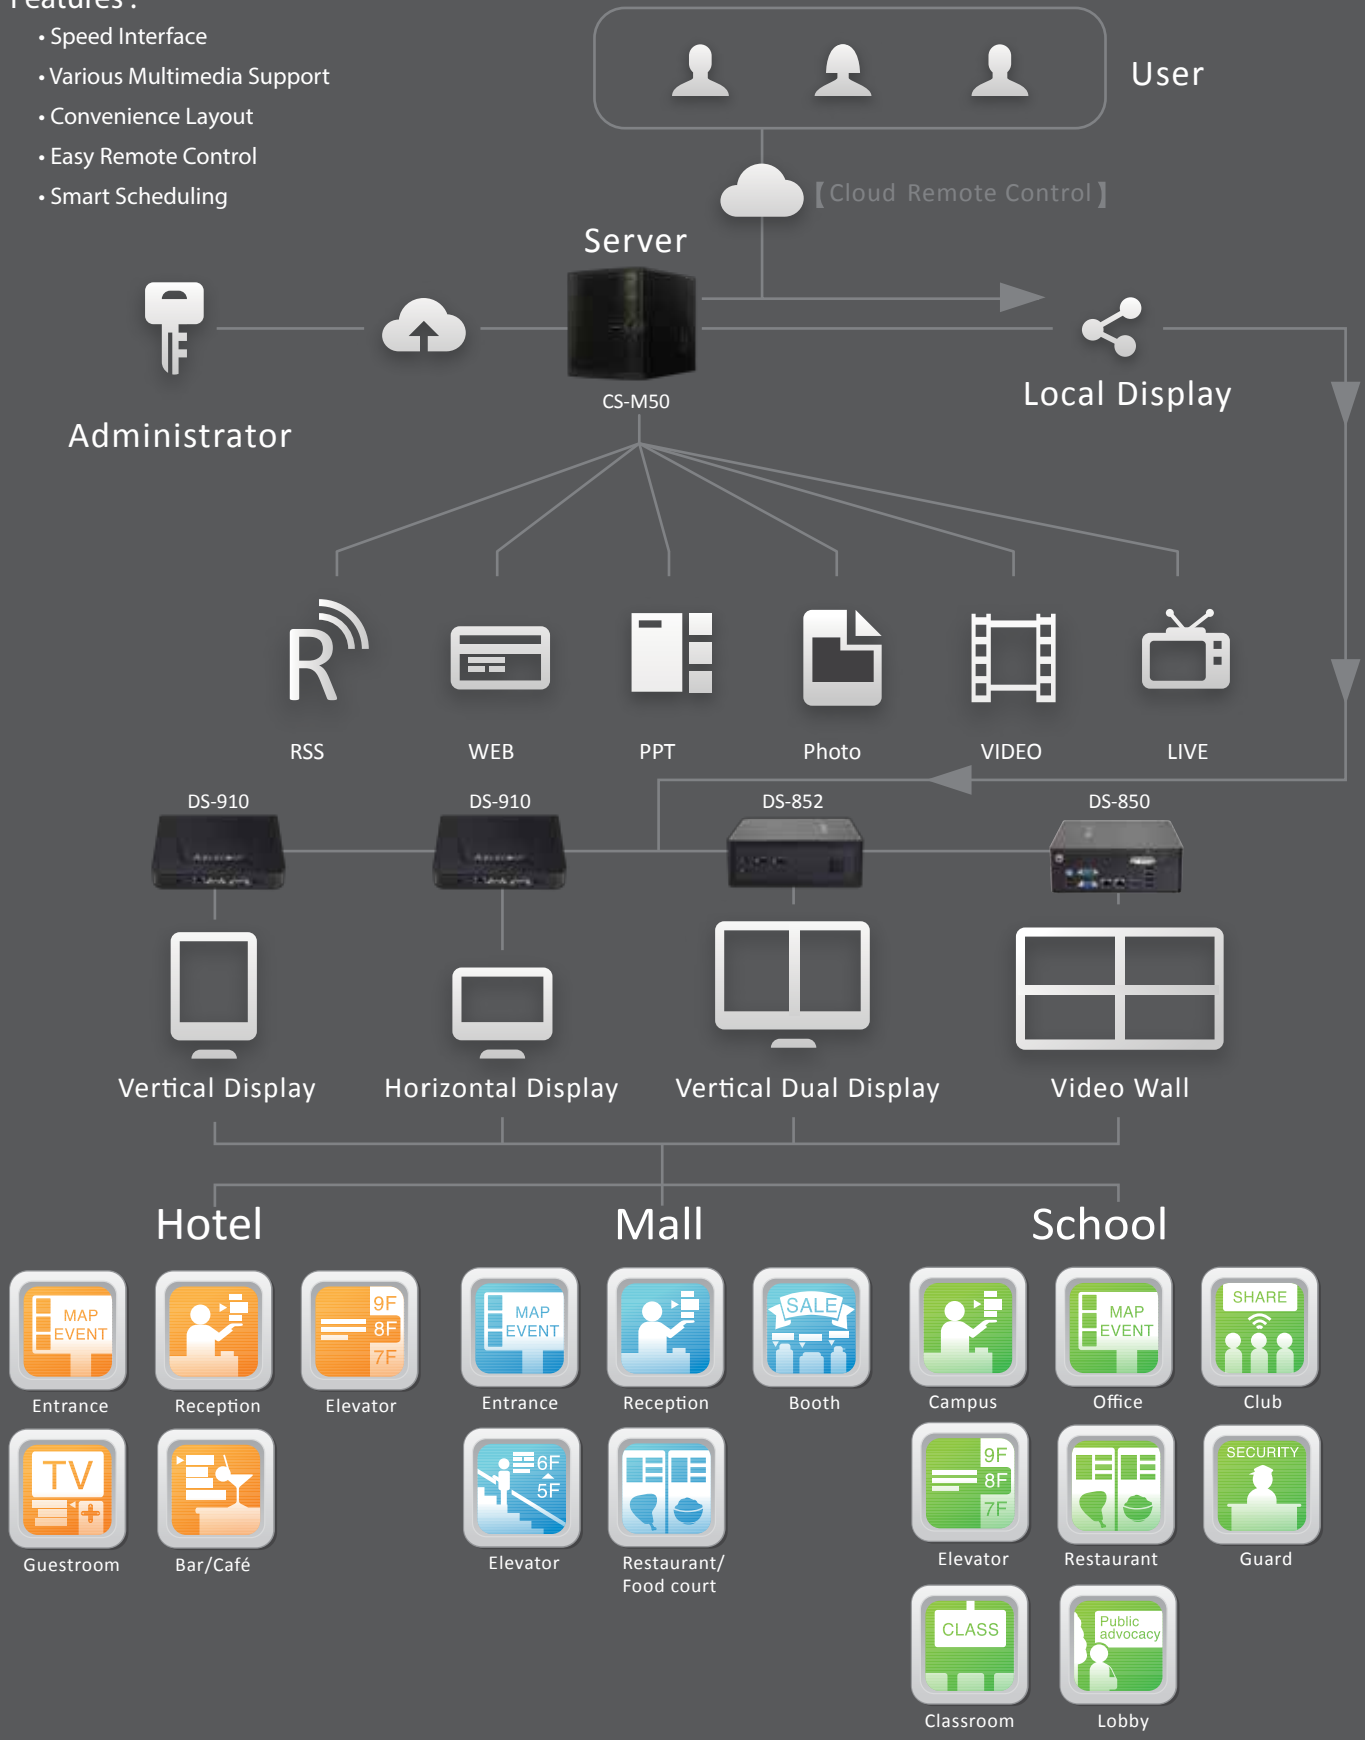 Features :
• Speed Interface
• Various Multimedia Support
• Convenience Layout
• Easy Remote Control
• Smart Scheduling
User
【Cloud Remote Control】
Server
CS-M50
Administrator
Local Display
R
RSS
WEB
PPT
Photo
VIDEO
LIVE
DS-910
DS-910
DS-852
DS-850
Vertical Display
Horizontal Display
Vertical Dual Display
Video Wall
Hotel
MAP
EVENT
Entrance
Reception
9F
8F
7F
Elevator
TV
Guestroom
Bar/Café
Mall
MAP
EVENT
Entrance
Reception
SALE
Booth
6F
5F
Elevator
Restaurant/
Food court
School
Campus
MAP
EVENT
Office
SHARE
Club
9F
8F
7F
Elevator
Restaurant
SECURITY
Guard
CLASS
Classroom
Public
advocacy
Lobby